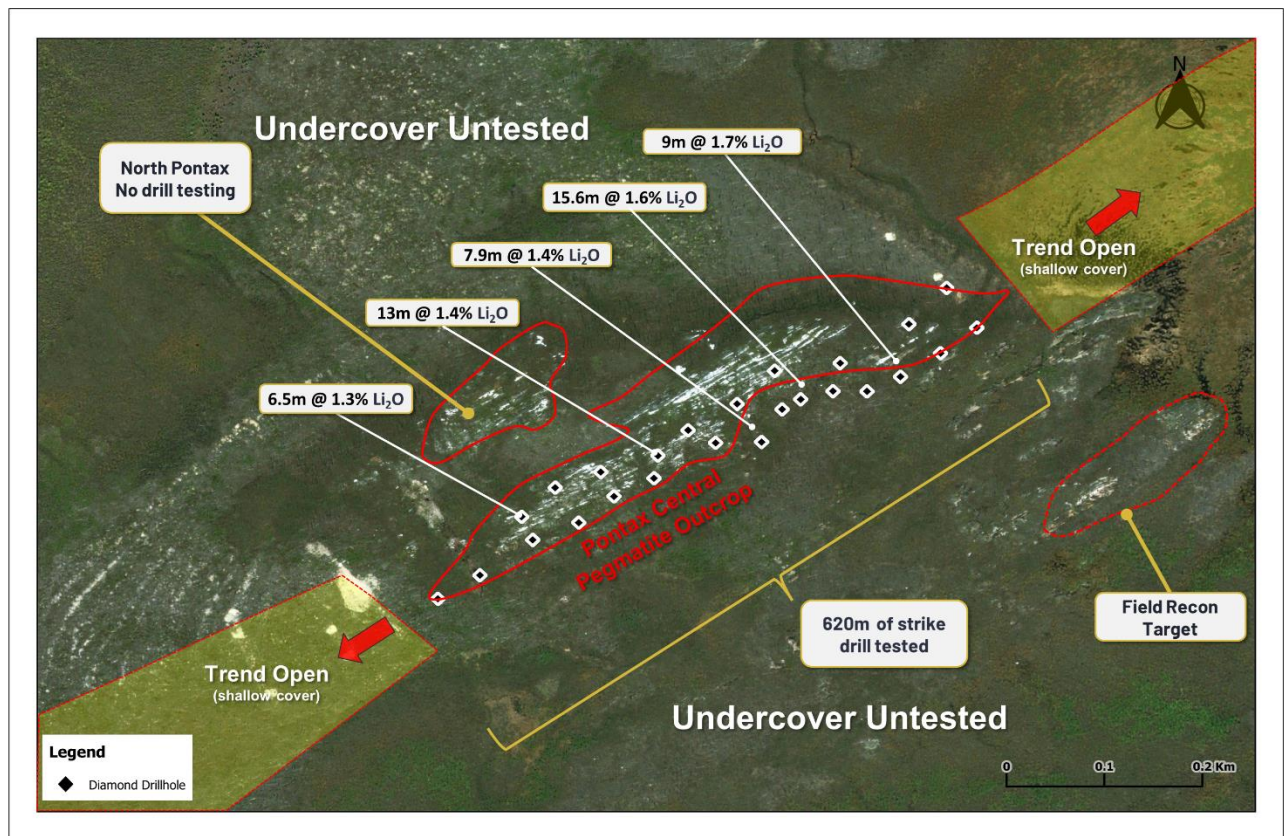 N
Undercover Untested
9m @ 1.7% Li₂O
North Pontax
No drill testing
15.6m @ 1.6% Li₂O
7.9m @ 1.4% Li₂O
Trend Open
(shallow cover)
13m @ 1.4% Li₂O
6.5m @ 1.3% Li₂O
Pontax Central
Pegmatite Outcrop
Field Recon
Target
620m of strike
drill tested
Trend Open
(shallow cover)
Undercover Untested
Legend
Diamond Drillhole
0 0.1 0.2 Km